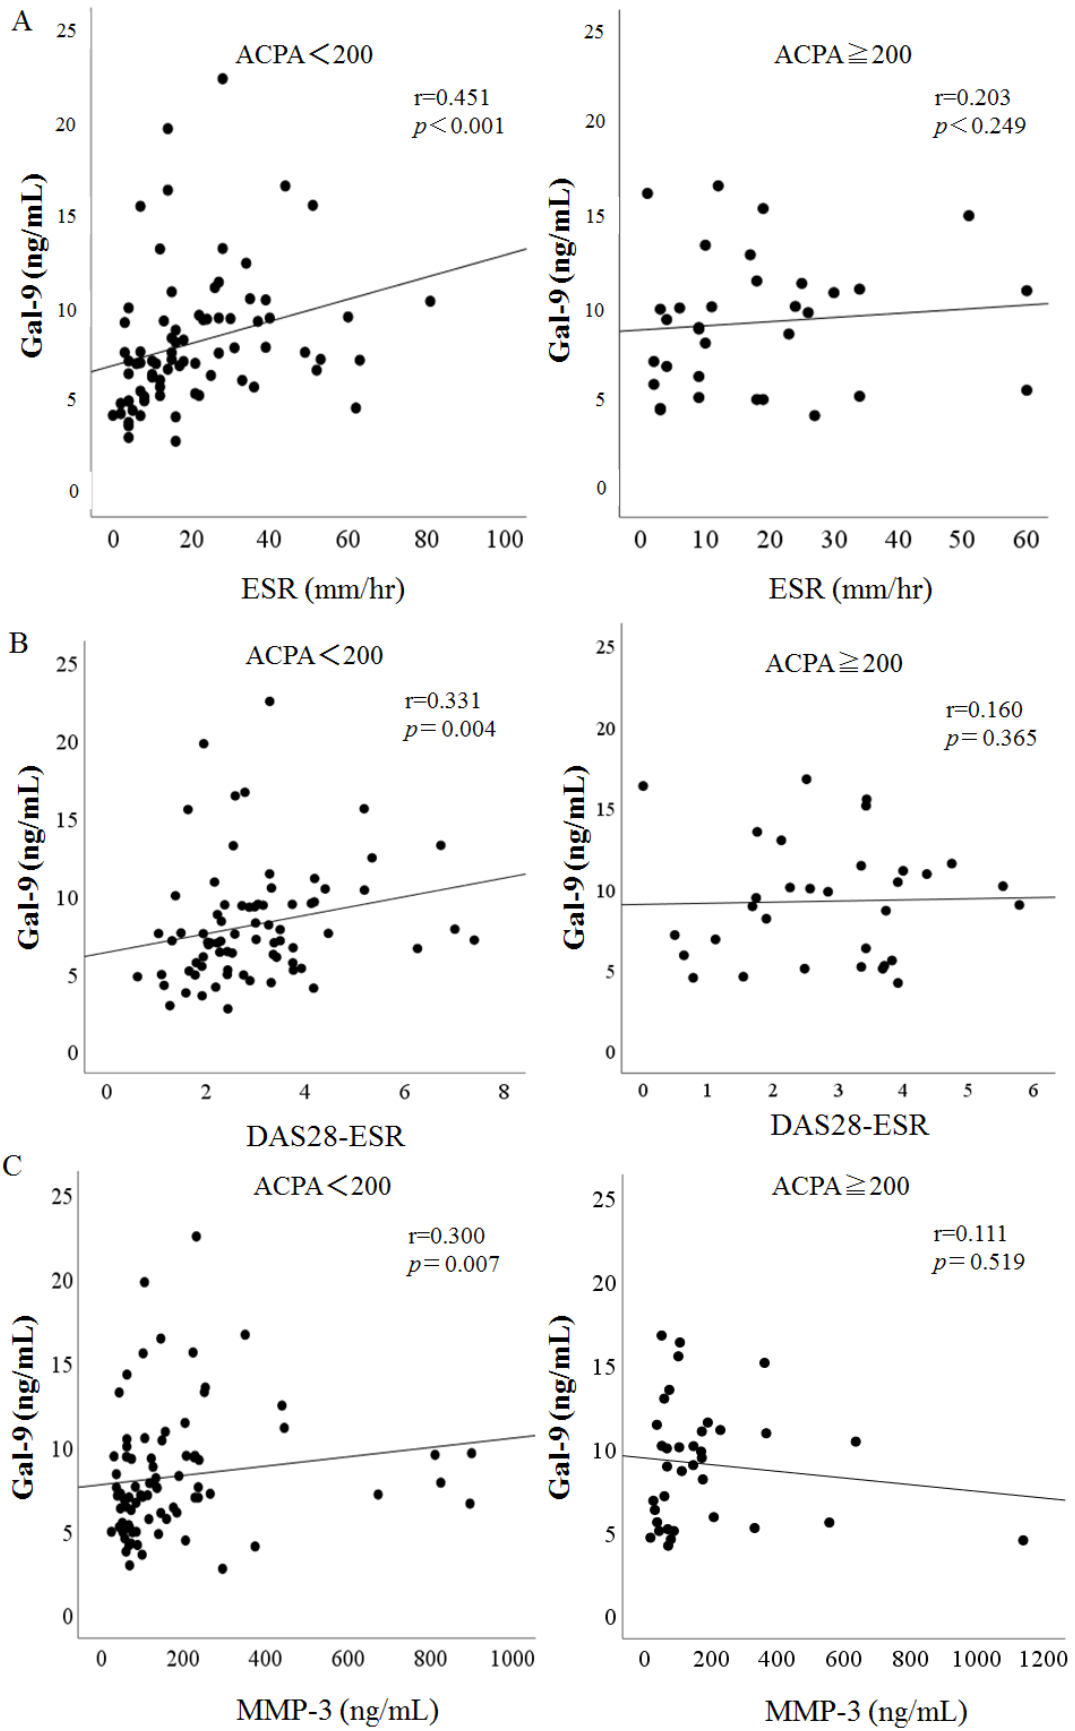 A
ACPA＜200
r=0.451
p＜0.001
Gal-9 (ng/mL)
25
20
15
10
5
0
0 20 40 60 80 100
ESR (mm/hr)
ACPA≧200
r=0.203
p＜0.249
Gal-9 (ng/mL)
25
20
15
10
5
0
0 10 20 30 40 50 60
ESR (mm/hr)
B
ACPA＜200
r=0.331
p＝0.004
Gal-9 (ng/mL)
25
20
15
10
5
0
0 2 4 6 8
DAS28-ESR
ACPA≧200
r=0.160
p＝0.365
Gal-9 (ng/mL)
25
20
15
10
5
0
0 1 2 3 4 5 6
DAS28-ESR
C
ACPA＜200
r=0.300
p＝0.007
Gal-9 (ng/mL)
25
20
15
10
5
0
0 200 400 600 800 1000
MMP-3 (ng/mL)
ACPA≧200
r=0.111
p＝0.519
Gal-9 (ng/mL)
25
20
15
10
5
0
0 200 400 600 800 1000 1200
MMP-3 (ng/mL)